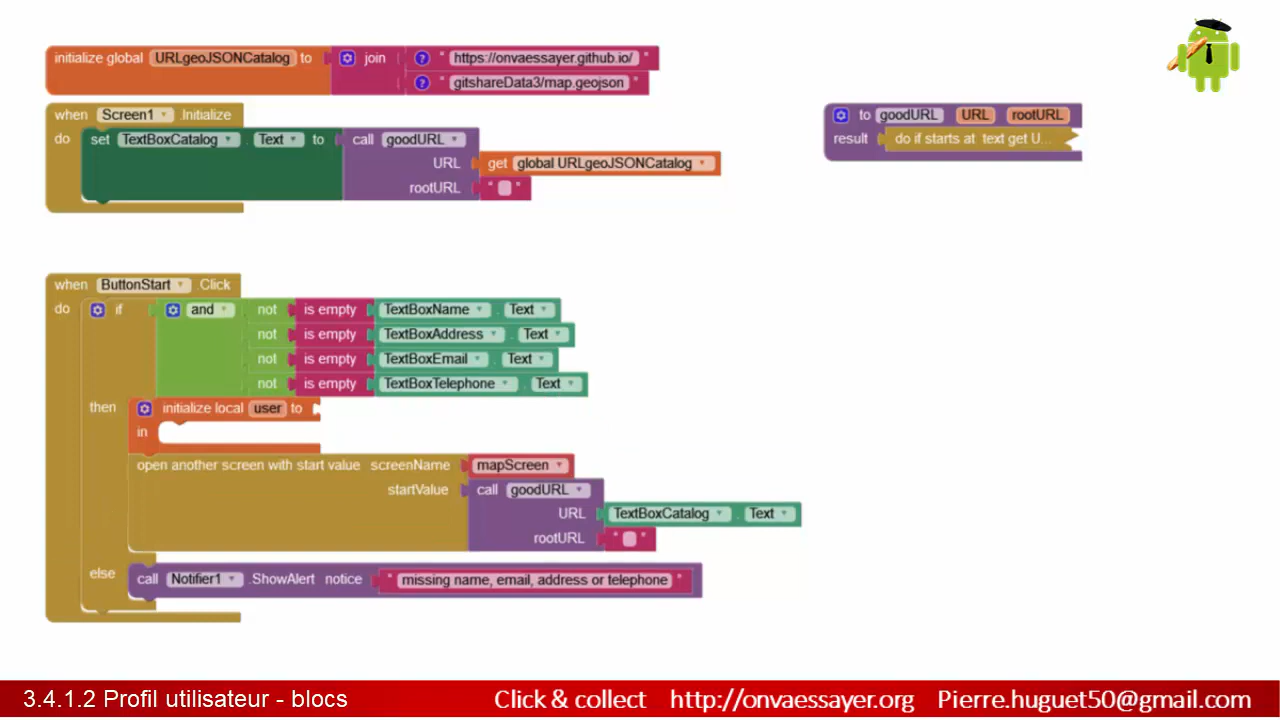 initialize global URLgeoJSONCatalog to join " https://onvaessayer.github.io/ "
" gitshareData3/map.geojson "
when Screen1 .Initialize
do set TextBoxCatalog . Text to call goodURL
URL get global URLgeoJSONCatalog
rootURL " "
to goodURL URL rootURL
result do if starts at text get U...
when ButtonStart .Click
do if and not is empty TextBoxName . Text
not is empty TextBoxAddress . Text
not is empty TextBoxEmail . Text
not is empty TextBoxTelephone . Text
then initialize local user to
in
open another screen with start value screenName mapScreen
startValue call goodURL
URL TextBoxCatalog . Text
rootURL " "
else call Notifier1 .ShowAlert notice " missing name, email, address or telephone "
3.4.1.2 Profil utilisateur - blocs Click & collect http://onvaessayer.org Pierre.huguet50@gmail.com